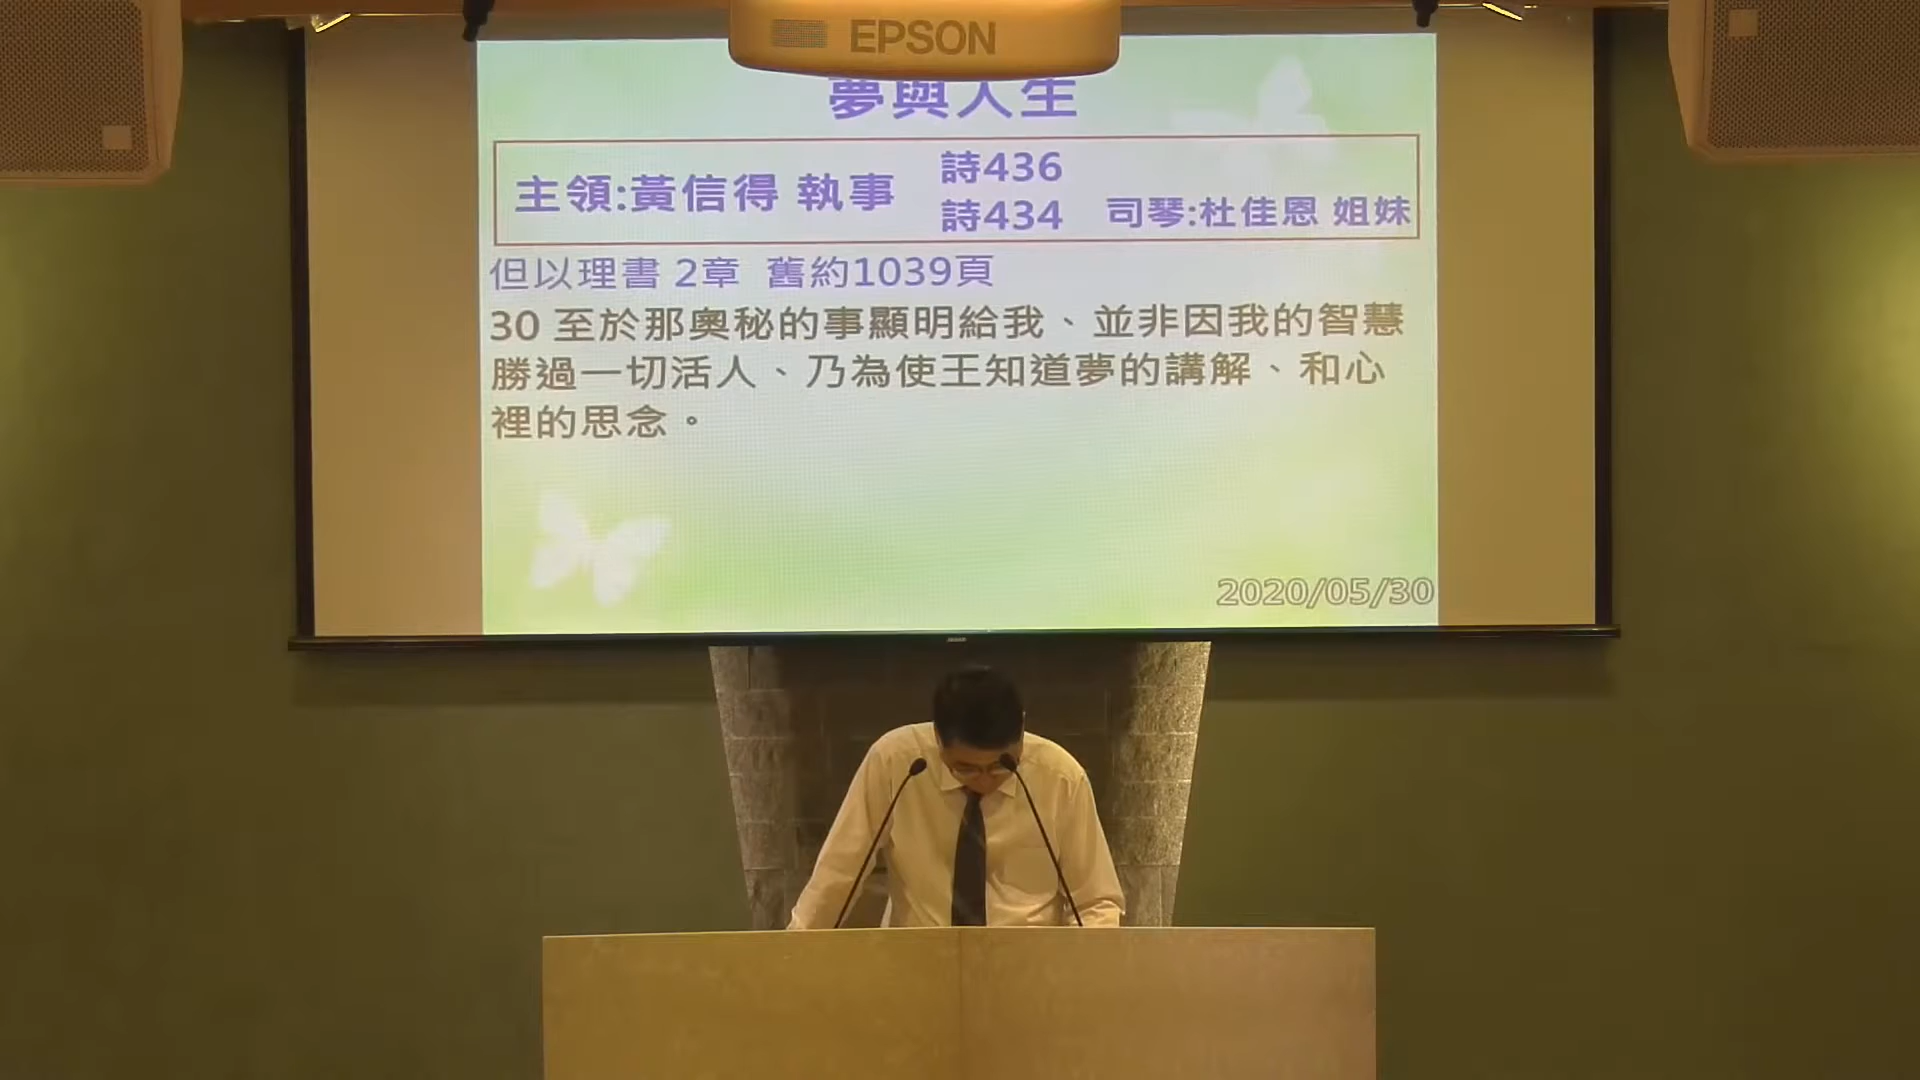 EPSON
夢與人生
主領:黃信得 執事
詩436
詩434
司琴:杜佳恩 姐妹
但以理書 2章 舊約1039頁
30 至於那奧秘的事顯明給我、並非因我的智慧
勝過一切活人、乃為使王知道夢的講解、和心
裡的思念。
2020/05/30